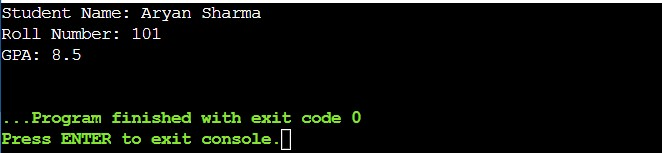 Student Name: Aryan Sharma
Roll Number: 101
GPA: 8.5
...Program finished with exit code 0
Press ENTER to exit console.